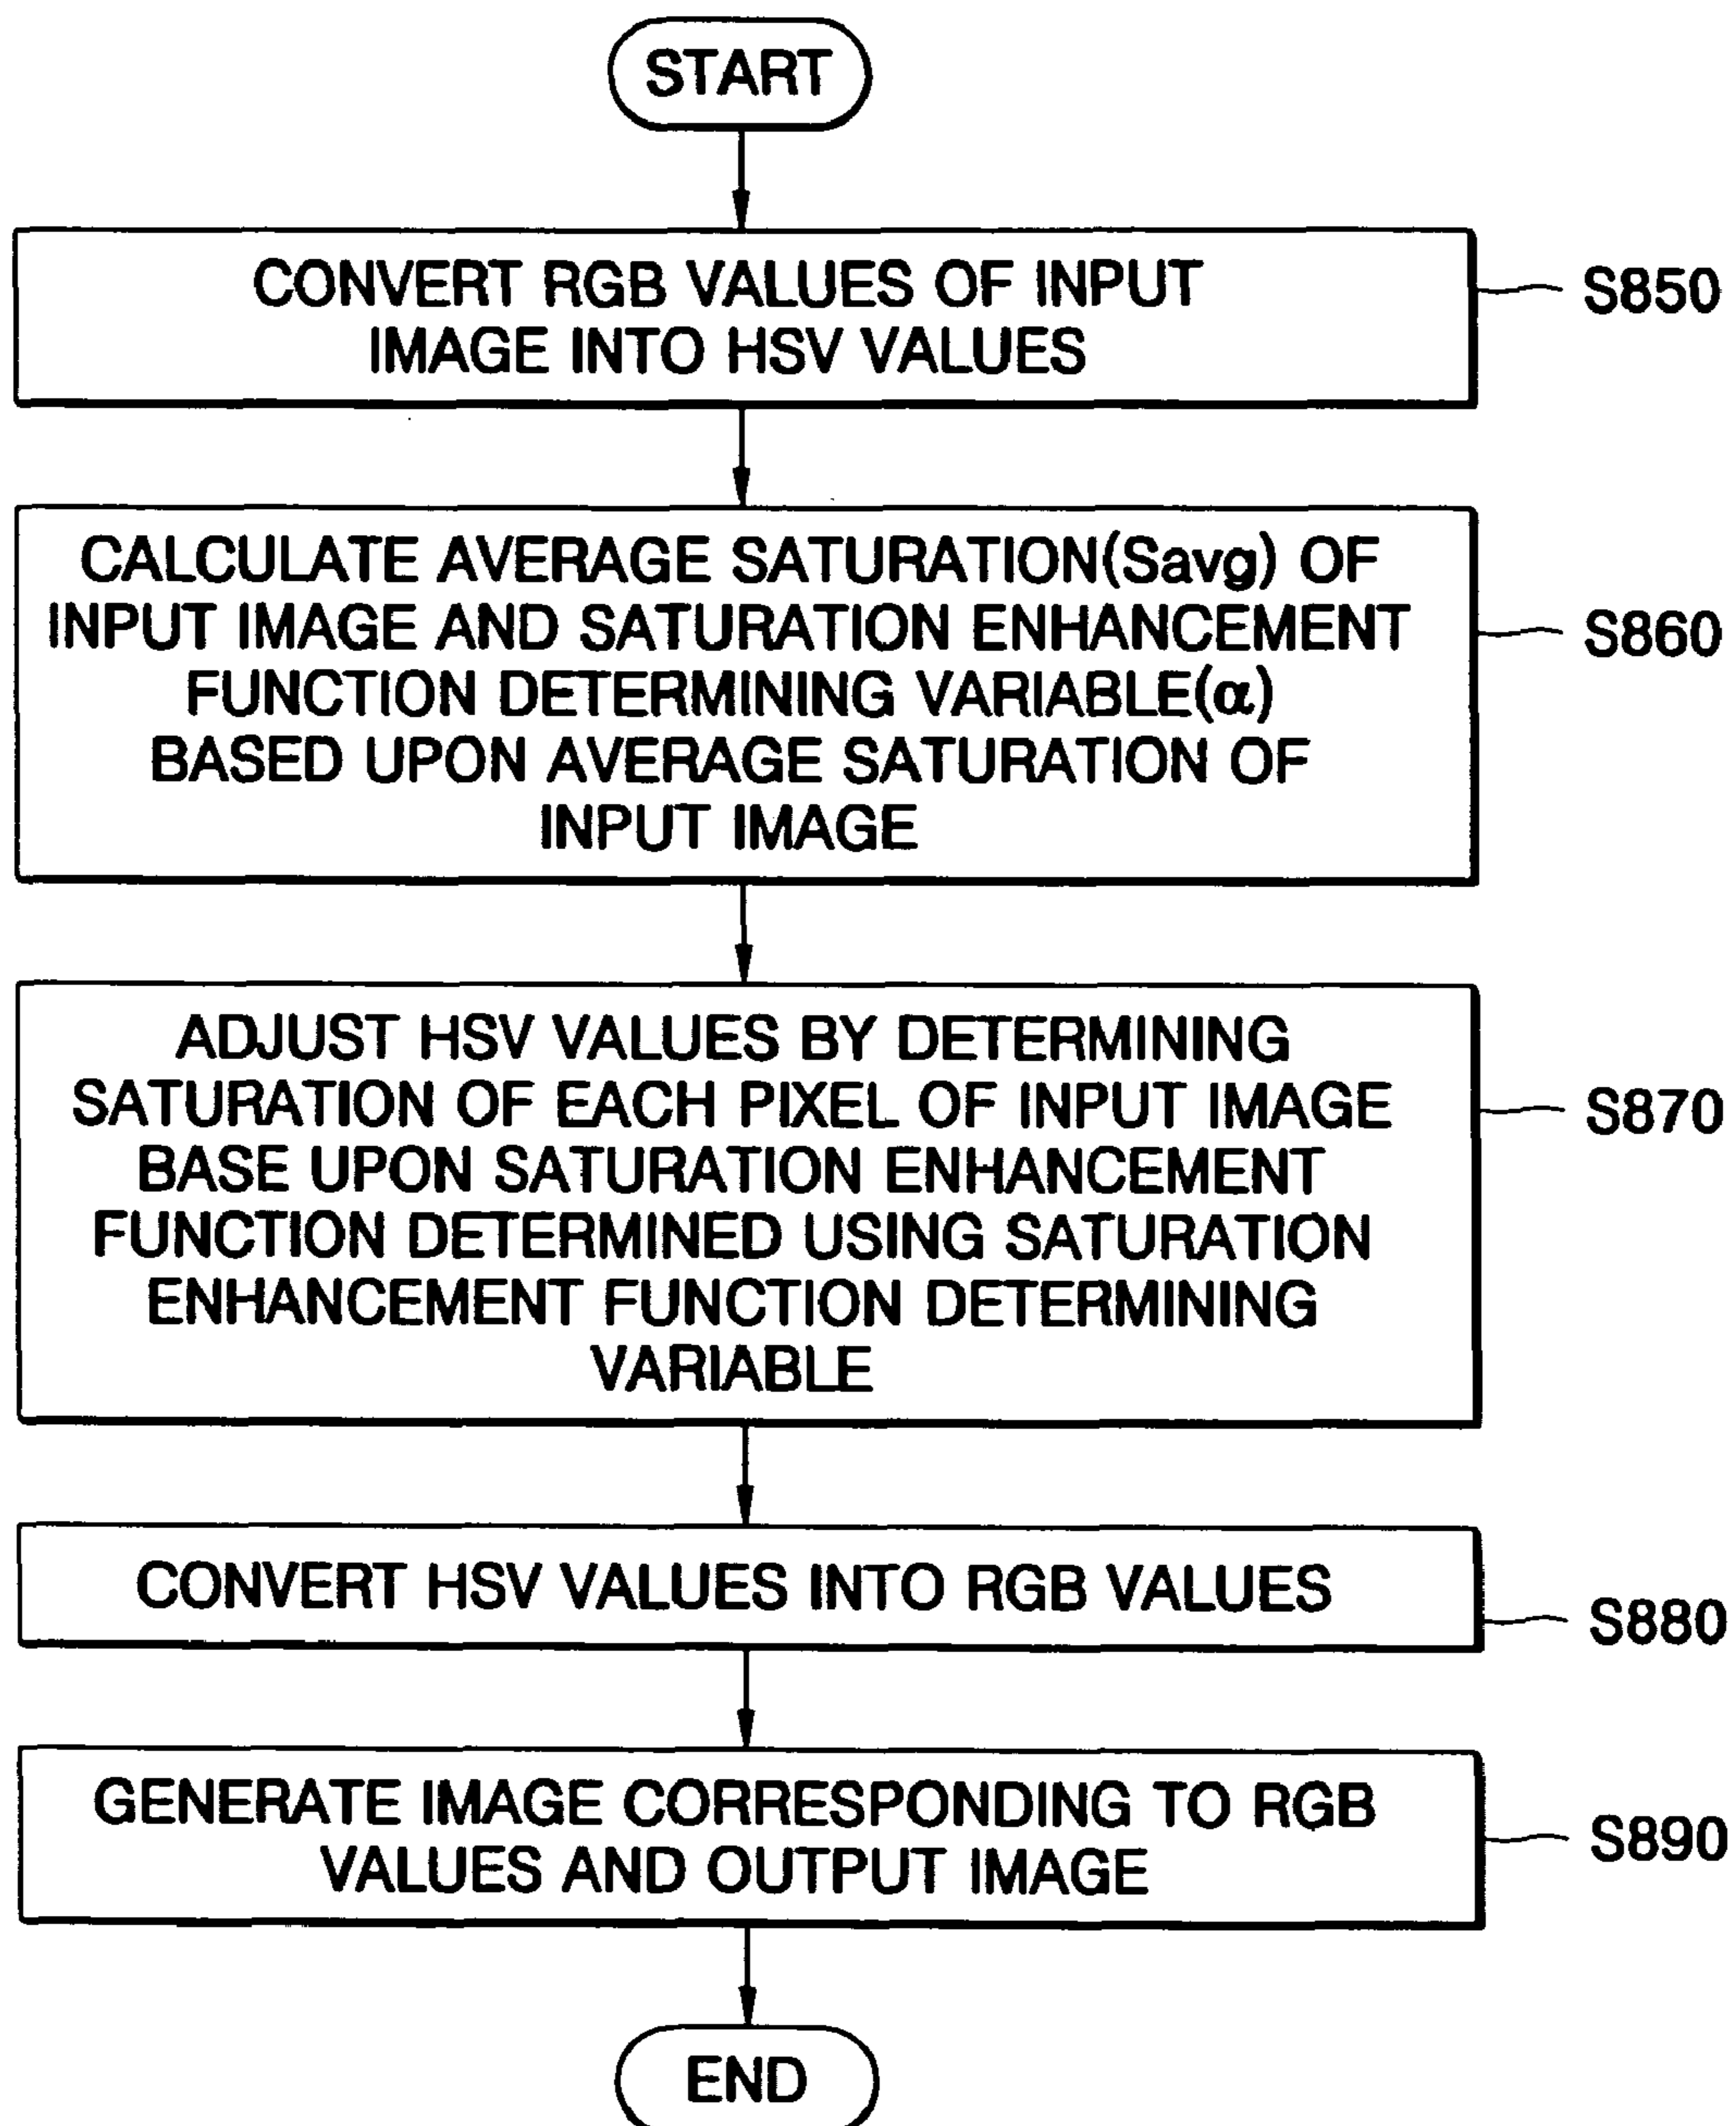 START
CONVERT RGB VALUES OF INPUT
IMAGE INTO HSV VALUES
S850
CALCULATE AVERAGE SATURATION(Savg) OF
INPUT IMAGE AND SATURATION ENHANCEMENT
FUNCTION DETERMINING VARIABLE(α)
BASED UPON AVERAGE SATURATION OF
INPUT IMAGE
S860
ADJUST HSV VALUES BY DETERMINING
SATURATION OF EACH PIXEL OF INPUT IMAGE
BASE UPON SATURATION ENHANCEMENT
FUNCTION DETERMINED USING SATURATION
ENHANCEMENT FUNCTION DETERMINING
VARIABLE
S870
CONVERT HSV VALUES INTO RGB VALUES
S880
GENERATE IMAGE CORRESPONDING TO RGB
VALUES AND OUTPUT IMAGE
S890
END